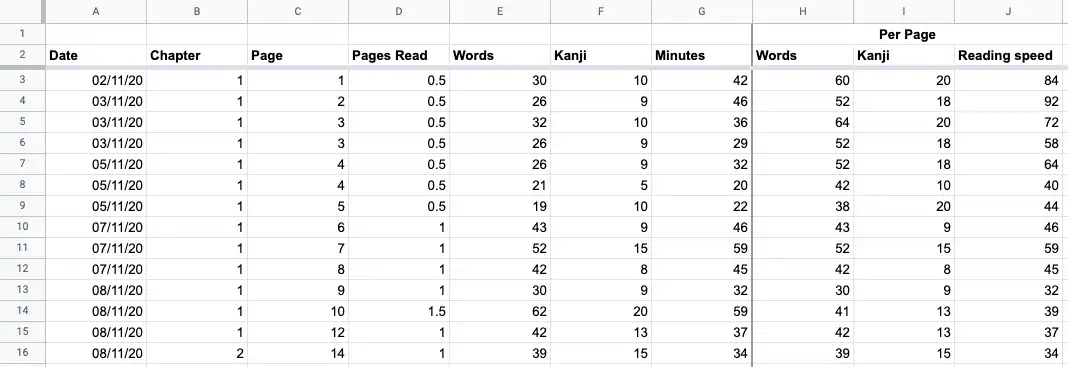 A B C D E F G H I J
1 Per Page
2 Date Chapter Page Pages Read Words Kanji Minutes Words Kanji Reading speed
3 02/11/20 1 1 0.5 30 10 42 60 20 84
4 03/11/20 1 2 0.5 26 9 46 52 18 92
5 03/11/20 1 3 0.5 32 10 36 64 20 72
6 03/11/20 1 3 0.5 26 9 29 52 18 58
7 05/11/20 1 4 0.5 26 9 32 52 18 64
8 05/11/20 1 4 0.5 21 5 20 42 10 40
9 05/11/20 1 5 0.5 19 10 22 38 20 44
10 07/11/20 1 6 1 43 9 46 43 9 46
11 07/11/20 1 7 1 52 15 59 52 15 59
12 07/11/20 1 8 1 42 8 45 42 8 45
13 08/11/20 1 9 1 30 9 32 30 9 32
14 08/11/20 1 10 1.5 62 20 59 41 13 39
15 08/11/20 1 12 1 42 13 37 42 13 37
16 08/11/20 2 14 1 39 15 34 39 15 34